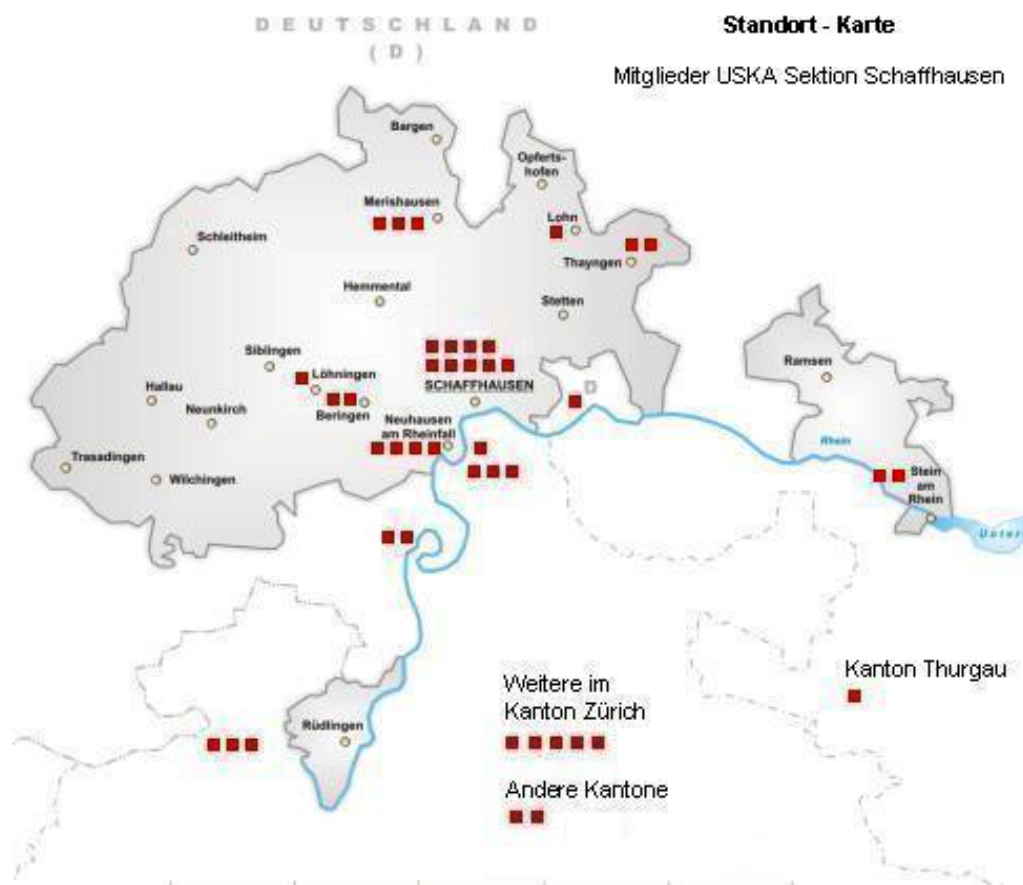 DEUTSCHLAND
(D)
Standort - Karte
Mitglieder USKA Sektion Schaffhausen
Bargen
Opferts-
hofen
Merishausen
Lohn
Schleitheim
Thayngen
Hemmental
Stetten
Siblingen
Löhningen
Ramsen
Hallau
SCHAFFHAUSEN
D
Beringen
Neunkirch
Neuhausen
am Rheinfall
Rhein
Trasadingen
Wilchingen
Stein
am
Rhein
Unter
Kanton Thurgau
Weitere im
Kanton Zürich
Rüdlingen
Andere Kantone